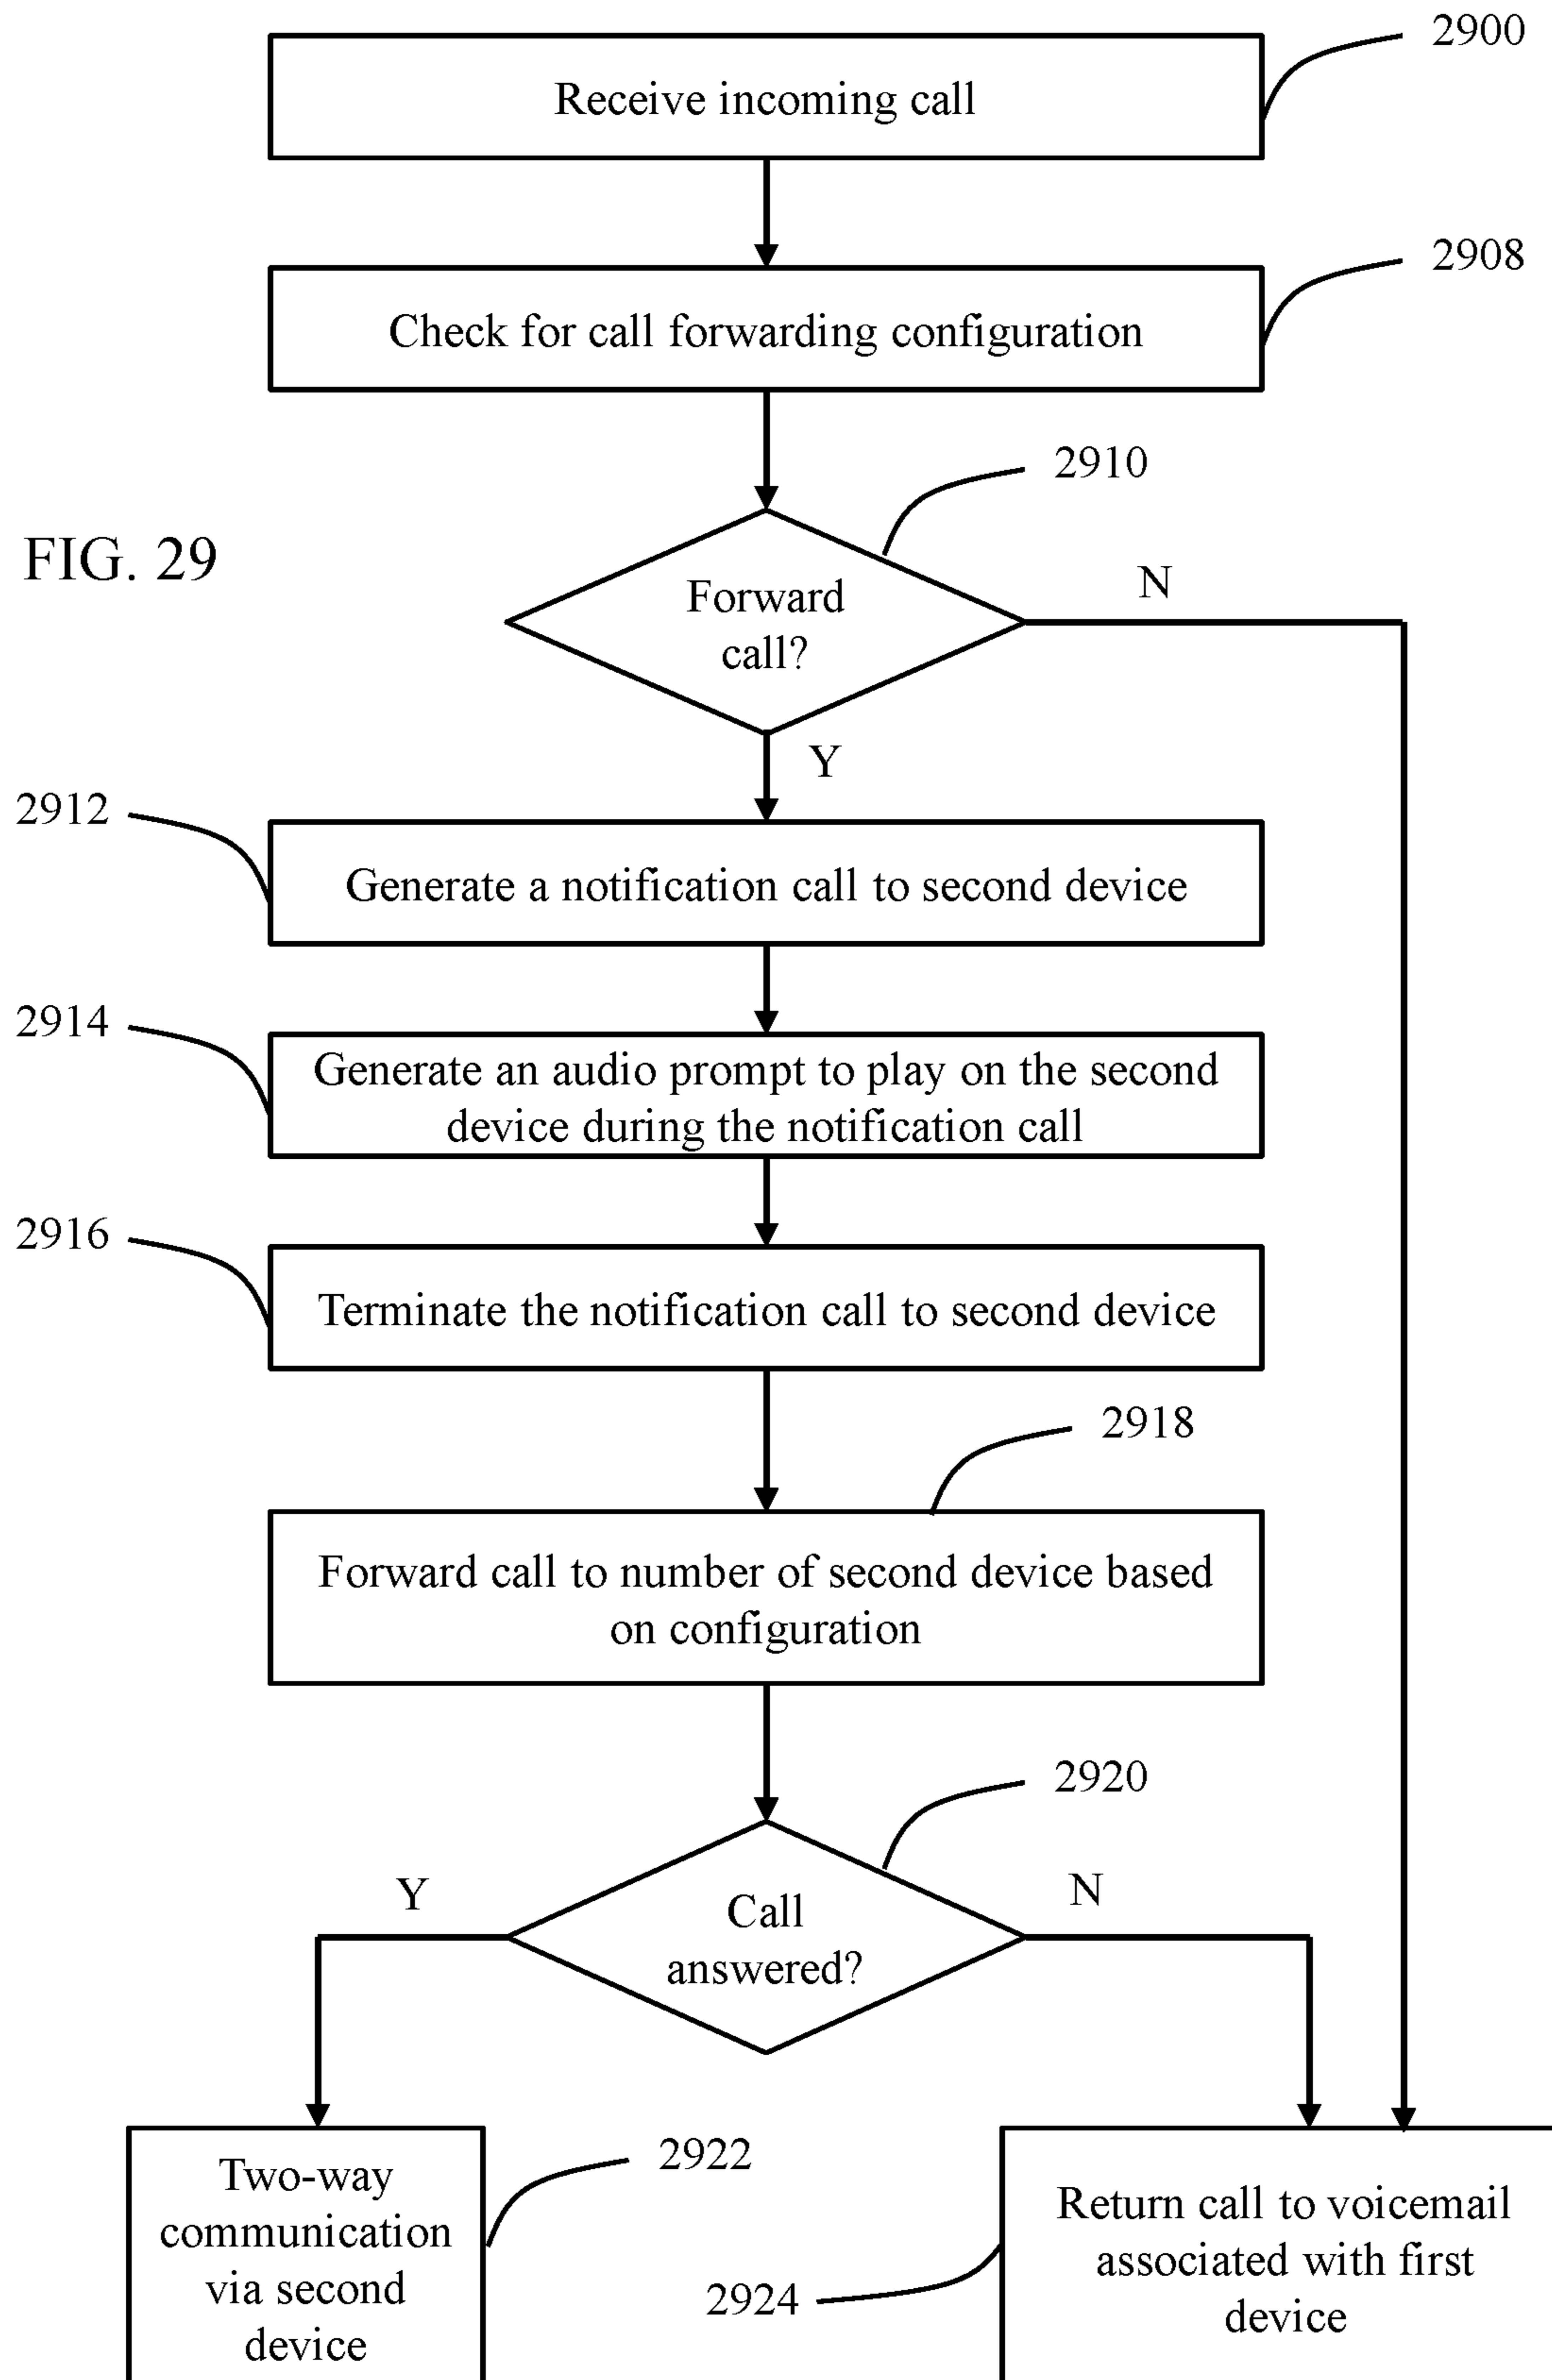 2900
Receive incoming call
2908
Check for call forwarding configuration
2910
FIG. 29
N
Forward
call?
Y
2912
Generate a notification call to second device
2914
Generate an audio prompt to play on the second
device during the notification call
2916
Terminate the notification call to second device
2918
Forward call to number of second device based
on configuration
2920
Y
N
Call
answered?
2922
Two-way
communication
via second
device
Return call to voicemail
associated with first
device
2924